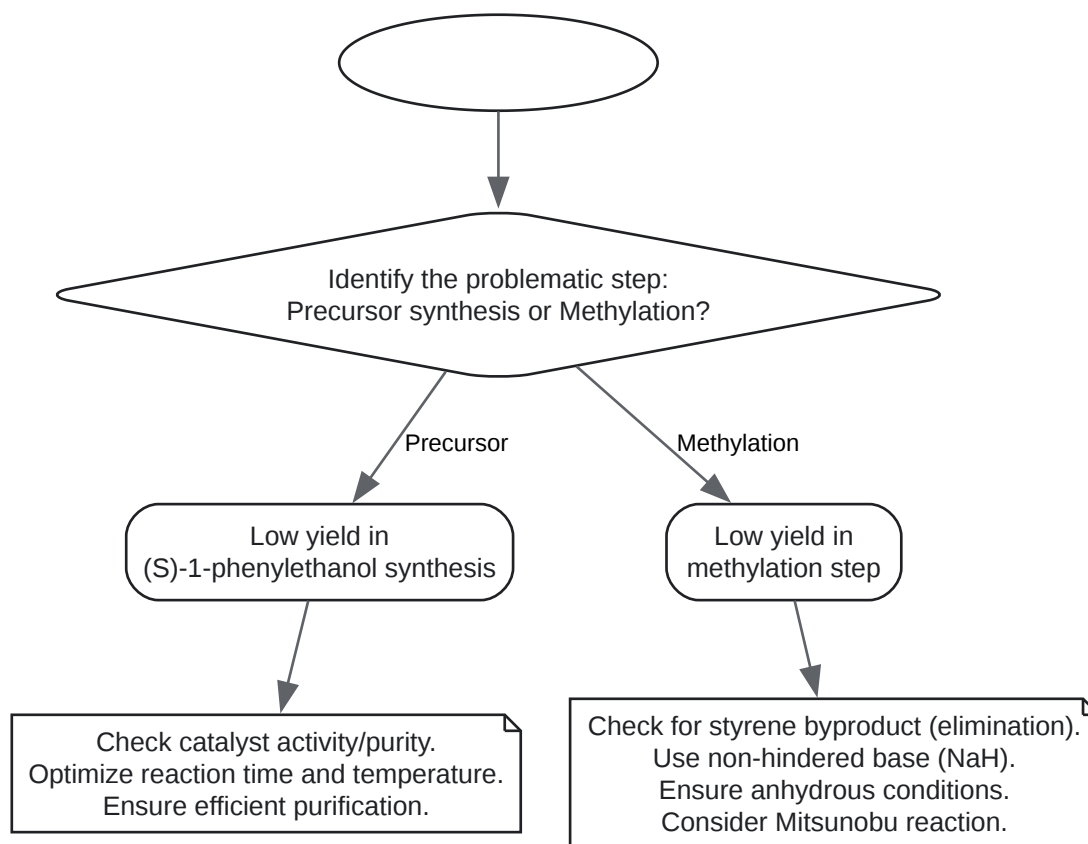 Identify the problematic step:
Precursor synthesis or Methylation?
Precursor
Methylation
Low yield in
(S)-1-phenylethanol synthesis
Low yield in
methylation step
Check catalyst activity/purity.
Optimize reaction time and temperature.
Ensure efficient purification.
Check for styrene byproduct (elimination).
Use non-hindered base (NaH).
Ensure anhydrous conditions.
Consider Mitsunobu reaction.